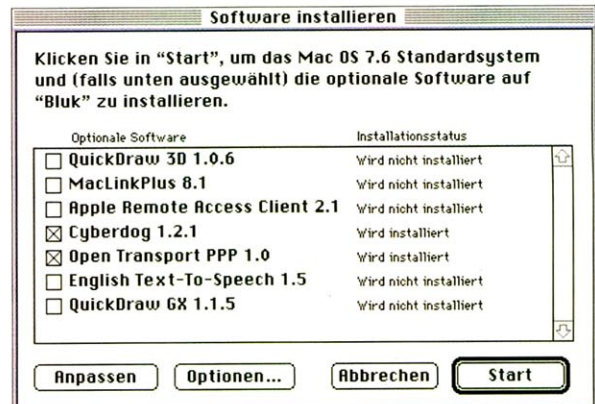 Software installieren
Klicken Sie in “Start”, um das Mac OS 7.6 Standardsystem
und (falls unten ausgewählt) die optionale Software auf
“Bluk” zu installieren.
Optionale Software Installationsstatus
QuickDraw 3D 1.0.6 Wird nicht installiert
MacLinkPlus 8.1 Wird nicht installiert
Apple Remote Access Client 2.1 Wird nicht installiert
Cyberdog 1.2.1 Wird installiert
Open Transport PPP 1.0 Wird installiert
English Text-To-Speech 1.5 Wird nicht installiert
QuickDraw GX 1.1.5 Wird nicht installiert
Anpassen Optionen... Abbrechen Start